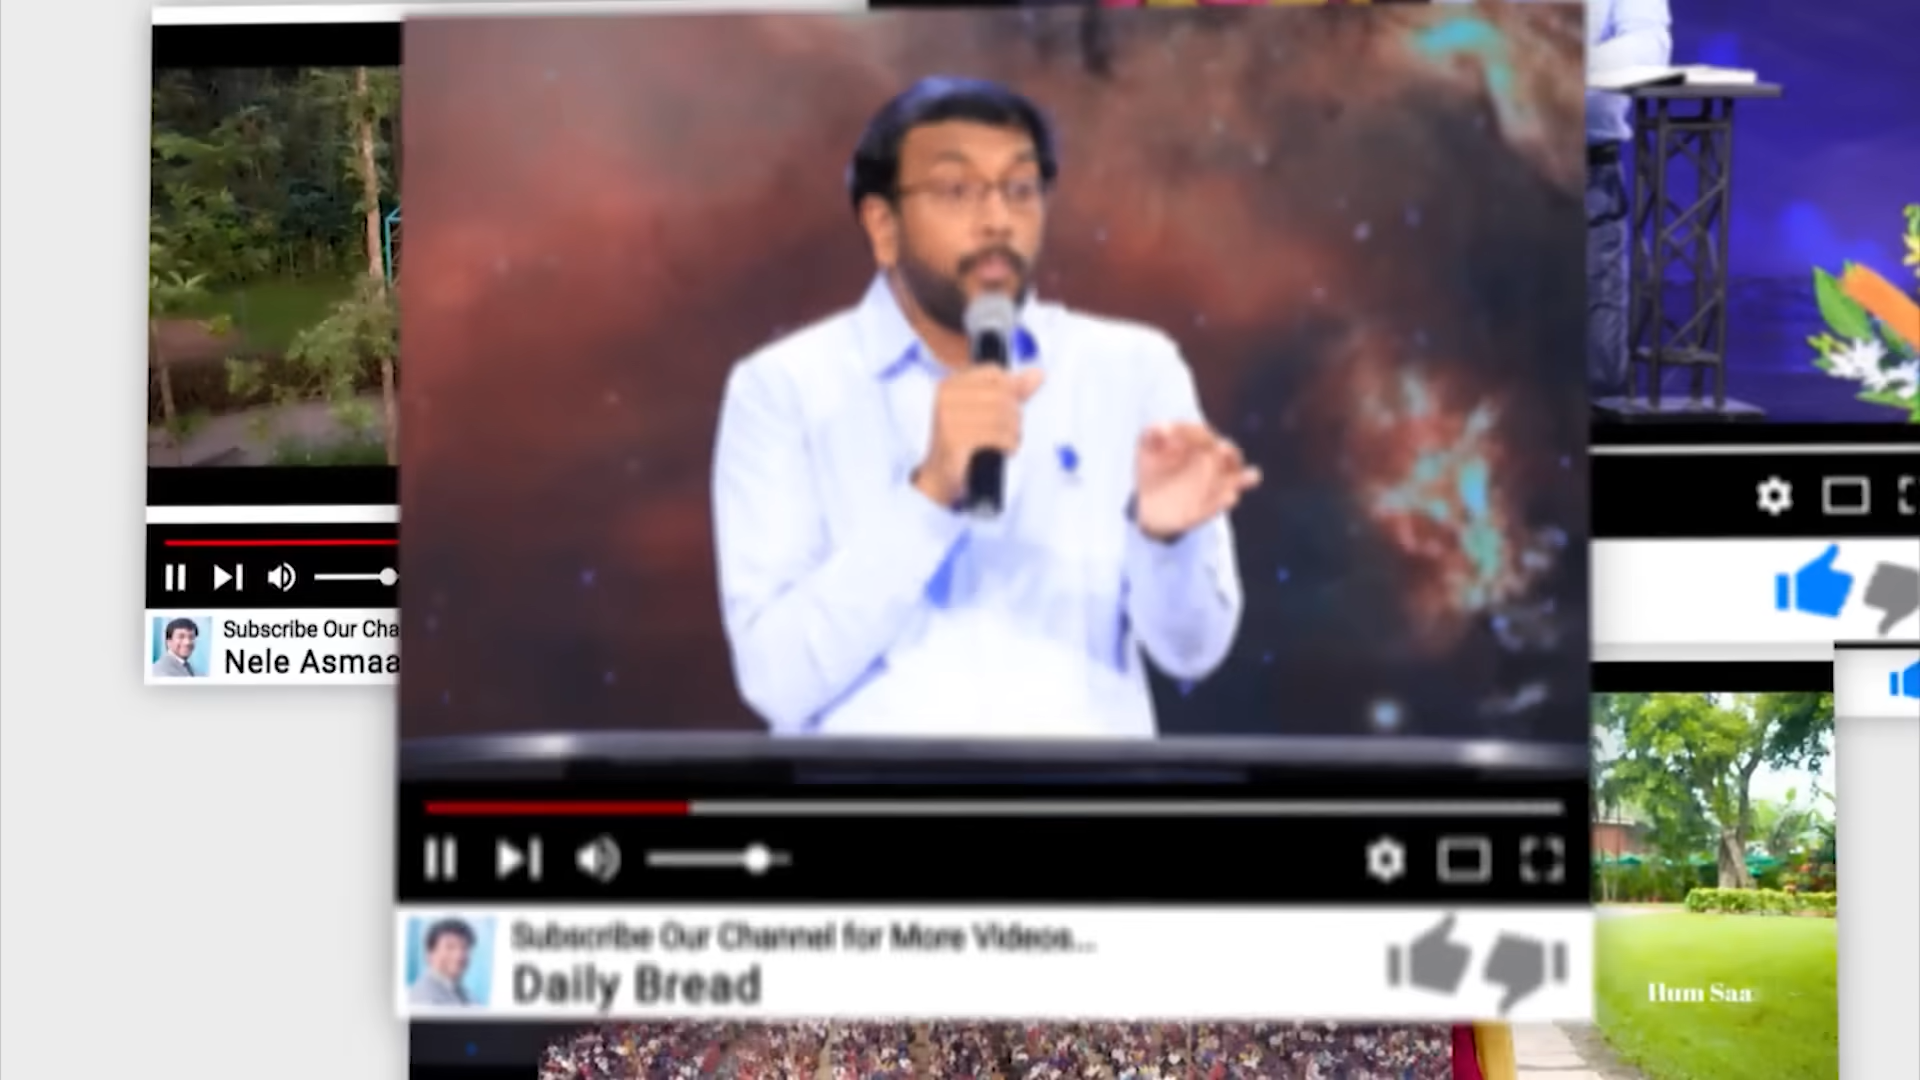 Subscribe Our Cha
Nele Asmaa
Subscribe Our Channel for More Videos...
Daily Bread
Hum Saa